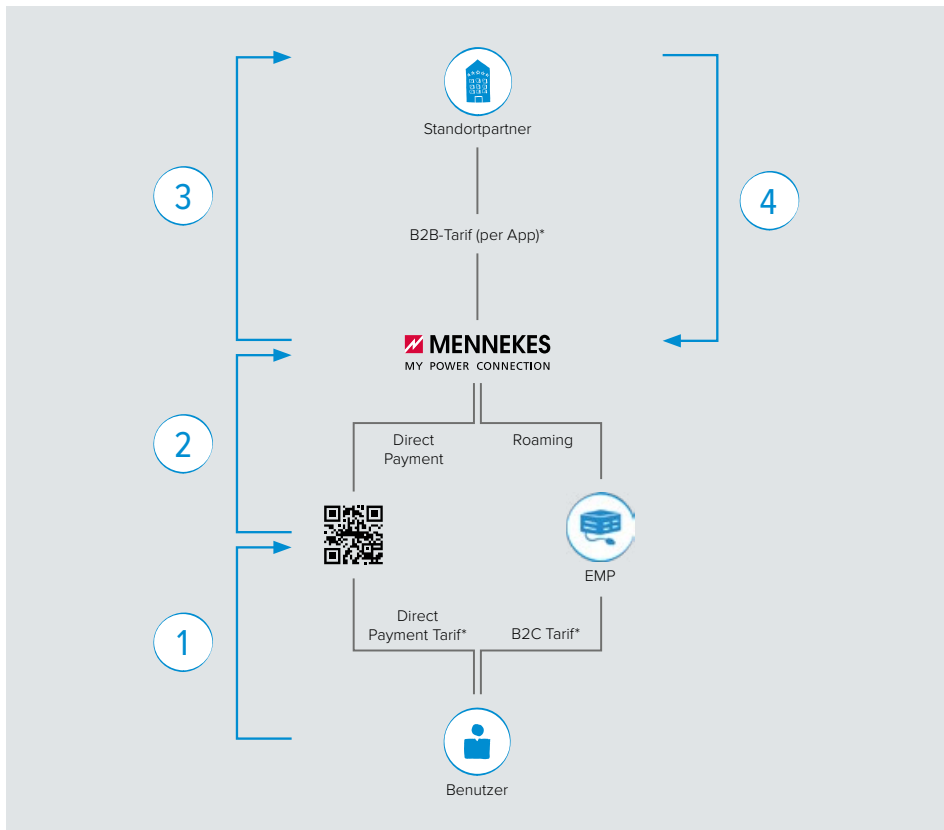 Standortpartner
3
4
B2B-Tarif (per App)*
MENNEKES
MY POWER CONNECTION
2
Direct
Payment
Roaming
EMP
1
Direct
Payment Tarif*
B2C Tarif*
Benutzer